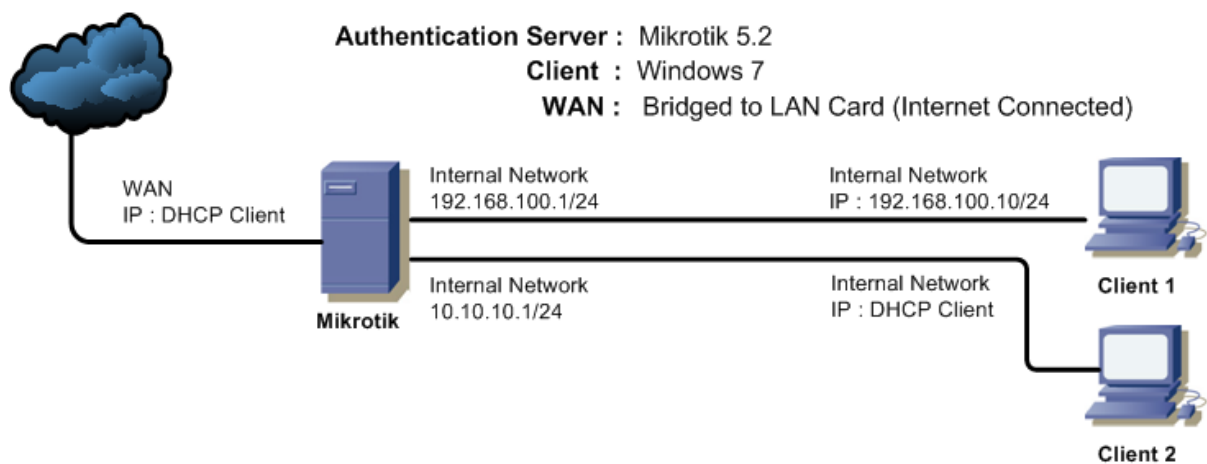 Authentication Server : Mikrotik 5.2
Client : Windows 7
WAN : Bridged to LAN Card (Internet Connected)
WAN
IP : DHCP Client
Internal Network
192.168.100.1/24
Internal Network
IP : 192.168.100.10/24
Client 1
Internal Network
10.10.10.1/24
Internal Network
IP : DHCP Client
Mikrotik
Client 2